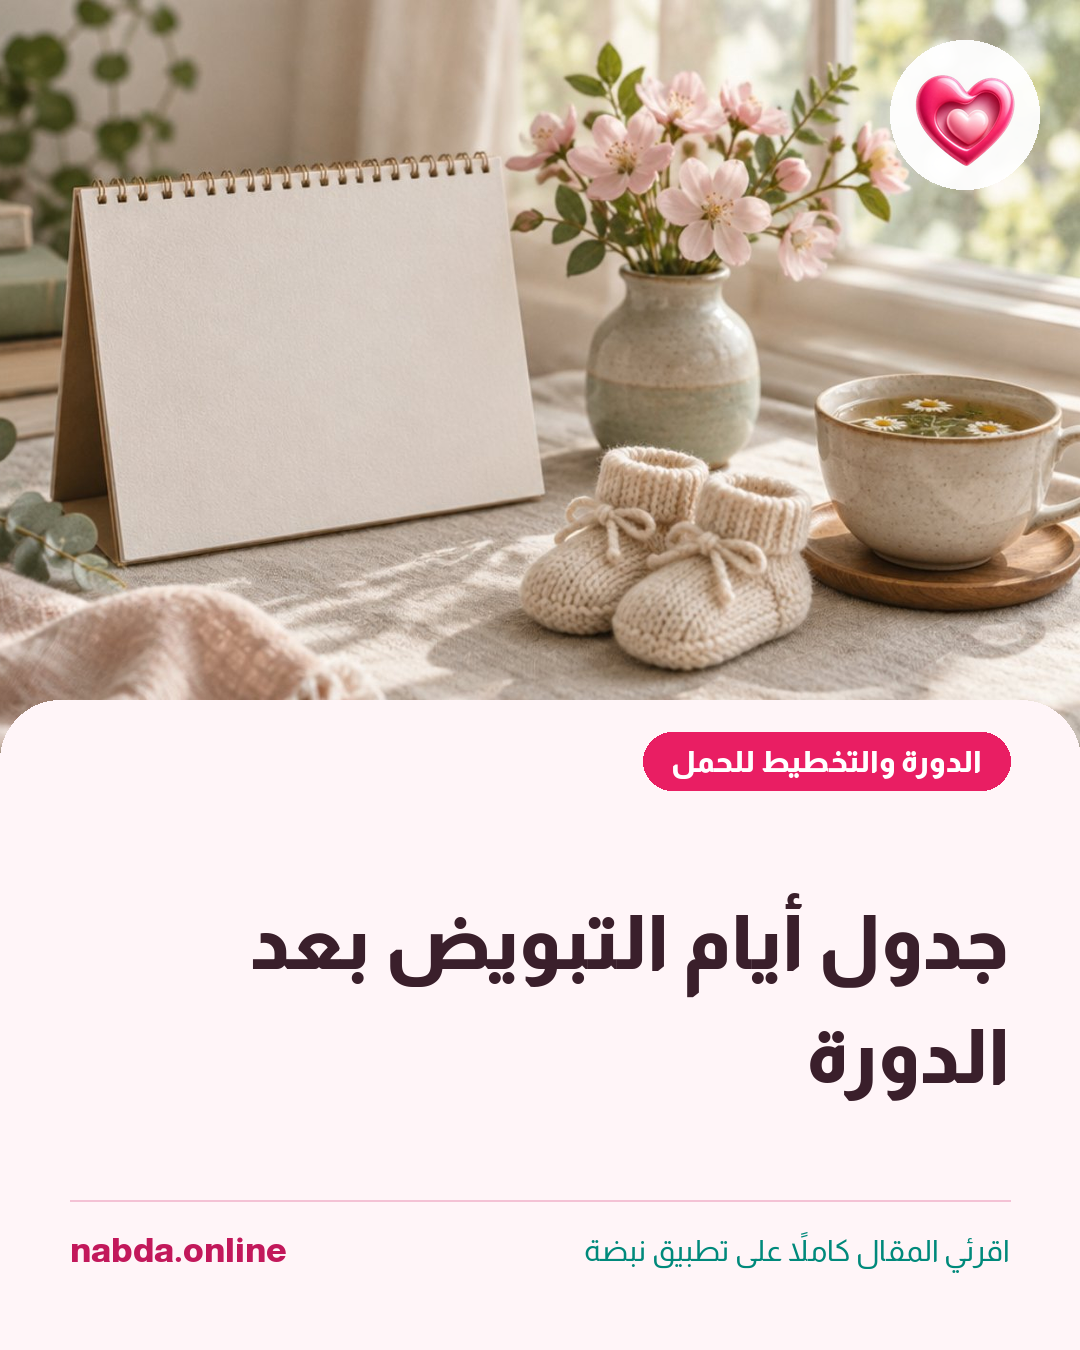 الدورة والتخطيط للحمل
جدول أيام التبويض بعد
الدورة
اقرئي المقال كاملًا على تطبيق نبضة
nabda.online